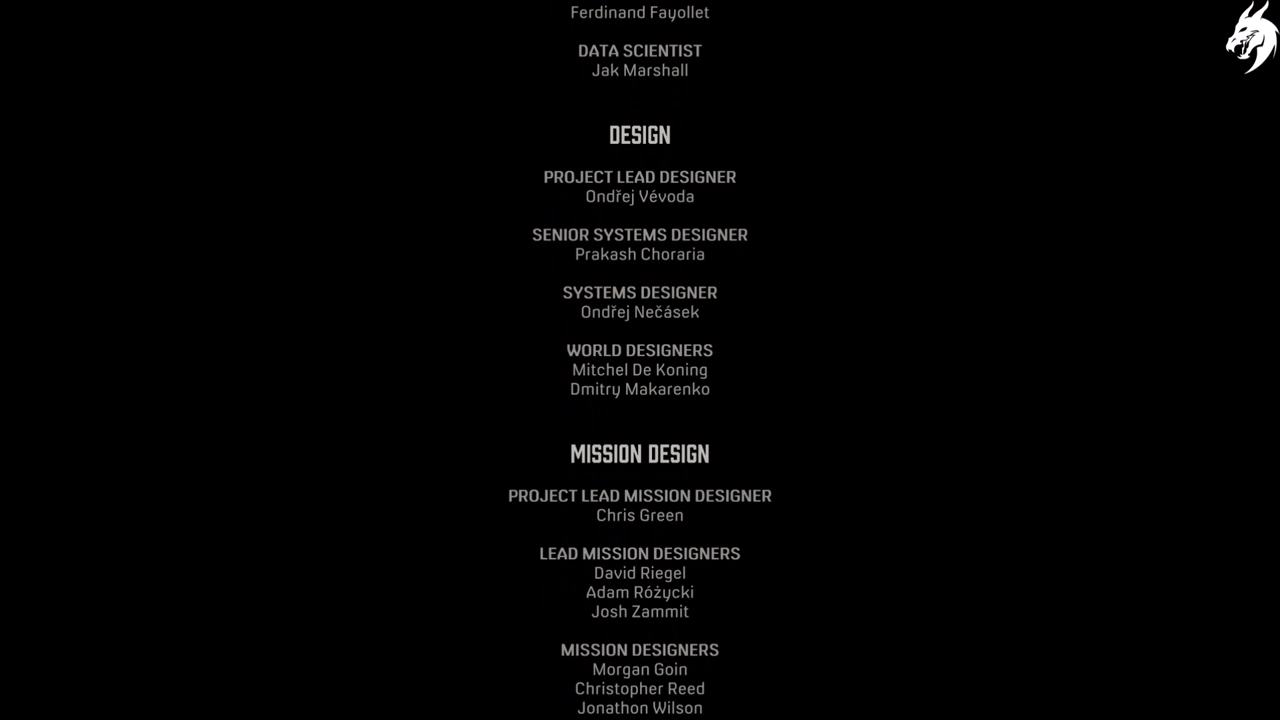 Ferdinand Fayollet
DATA SCIENTIST
Jak Marshall
DESIGN
PROJECT LEAD DESIGNER
Ondřej Vévoda
SENIOR SYSTEMS DESIGNER
Prakash Choraria
SYSTEMS DESIGNER
Ondřej Nečásek
WORLD DESIGNERS
Mitchel De Koning
Dmitry Makarenko
MISSION DESIGN
PROJECT LEAD MISSION DESIGNER
Chris Green
LEAD MISSION DESIGNERS
David Riegel
Adam Różycki
Josh Zammit
MISSION DESIGNERS
Morgan Goin
Christopher Reed
Jonathon Wilson